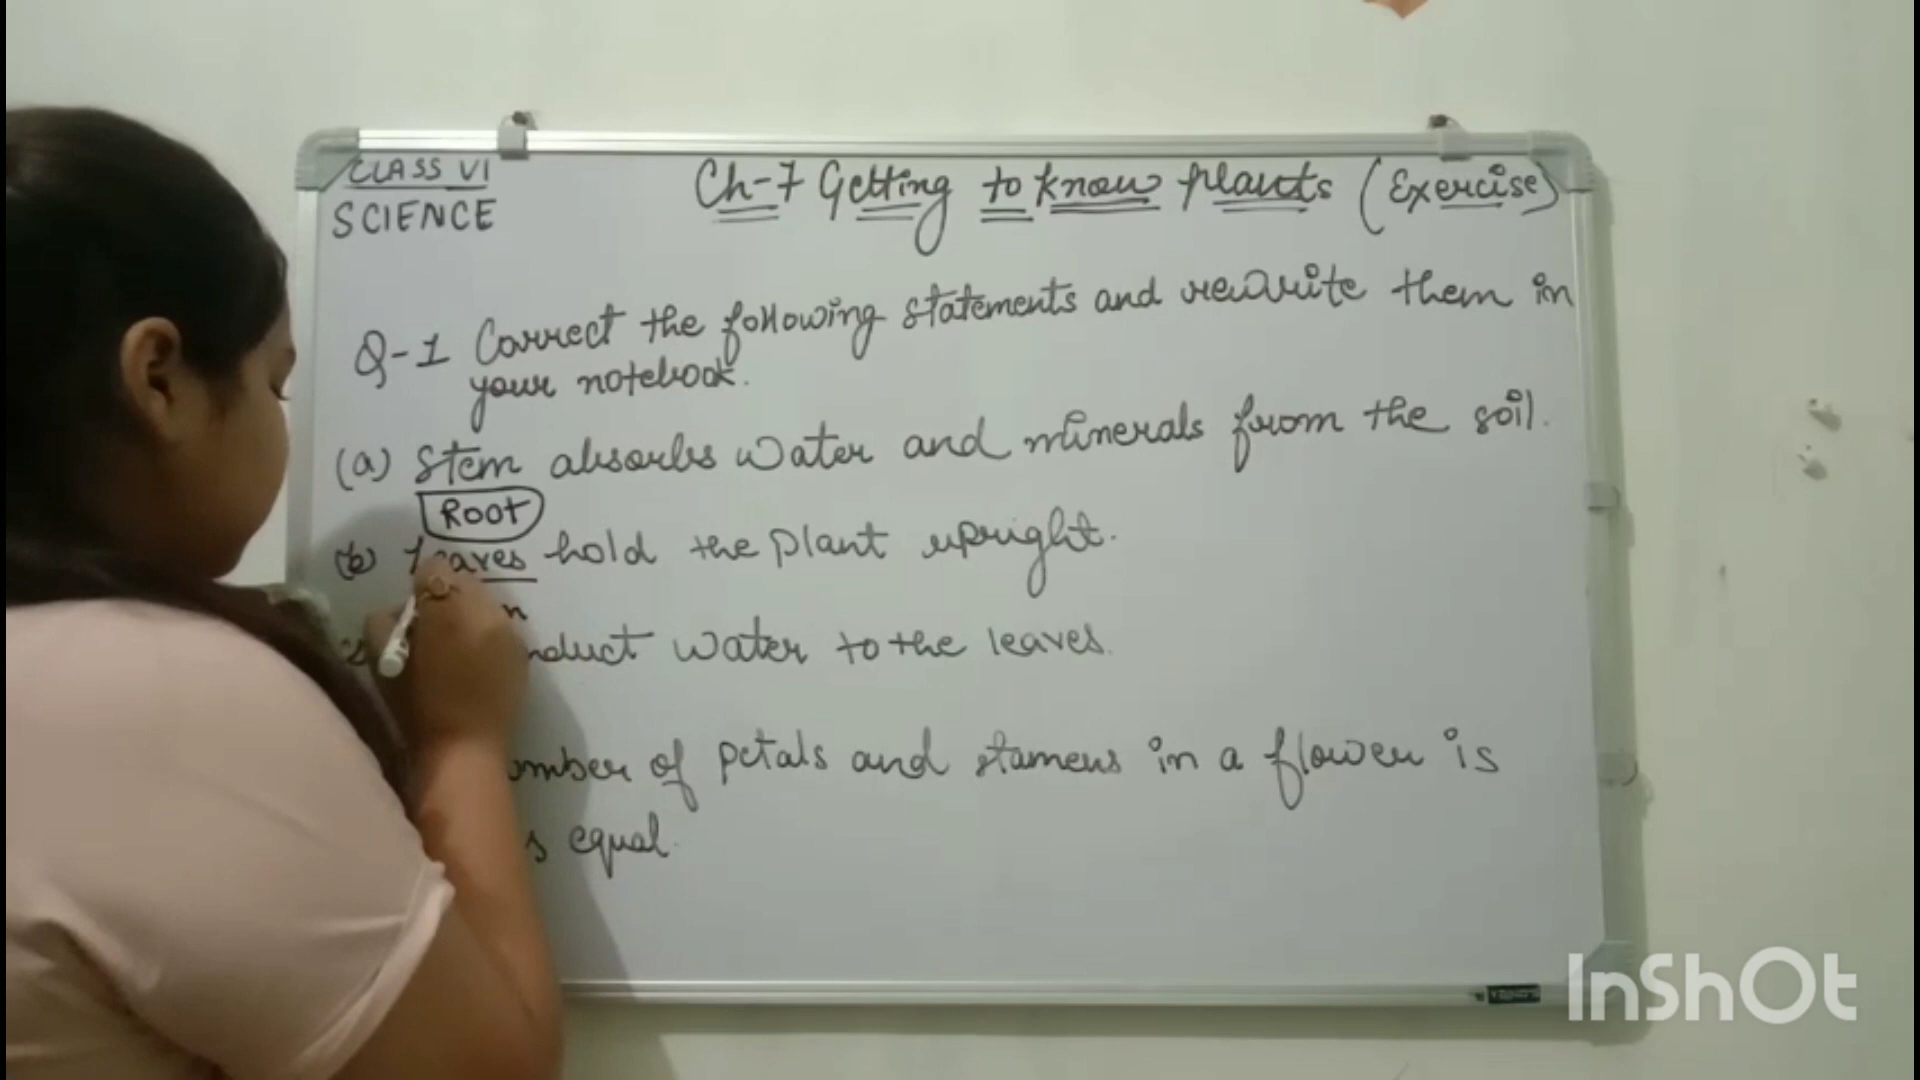 CLASS VI
SCIENCE
Ch-7 Getting to know plants (Exercise)
Q-1 Correct the following statements and rewrite them in
your notebook.
(a) Stem absorbs water and minerals from the soil.
Root
(b) Leaves hold the plant upright.
water to the leaves.
of petals and stamens in a flower is
equal.
InShOt